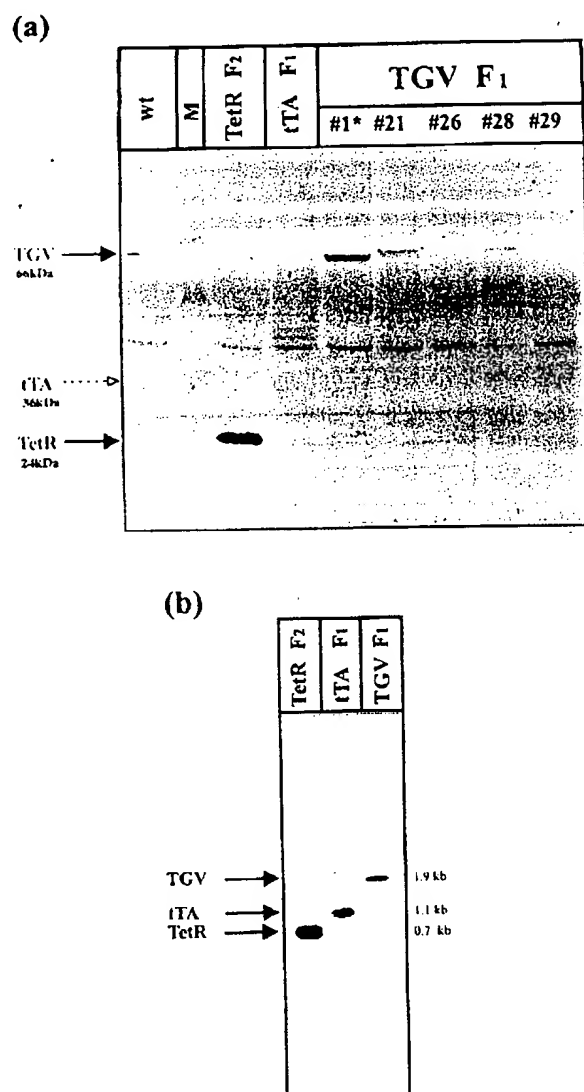 (a)
wt
M
TetR F2
tTA F1
TGV F1
#1* #21 #26 #28 #29
TGV
66kDa
tTA
36kDa
TetR
24kDa
(b)
TetR F2
tTA F1
TGV F1
TGV
1.9 kb
tTA
1.1 kb
TetR
0.7 kb